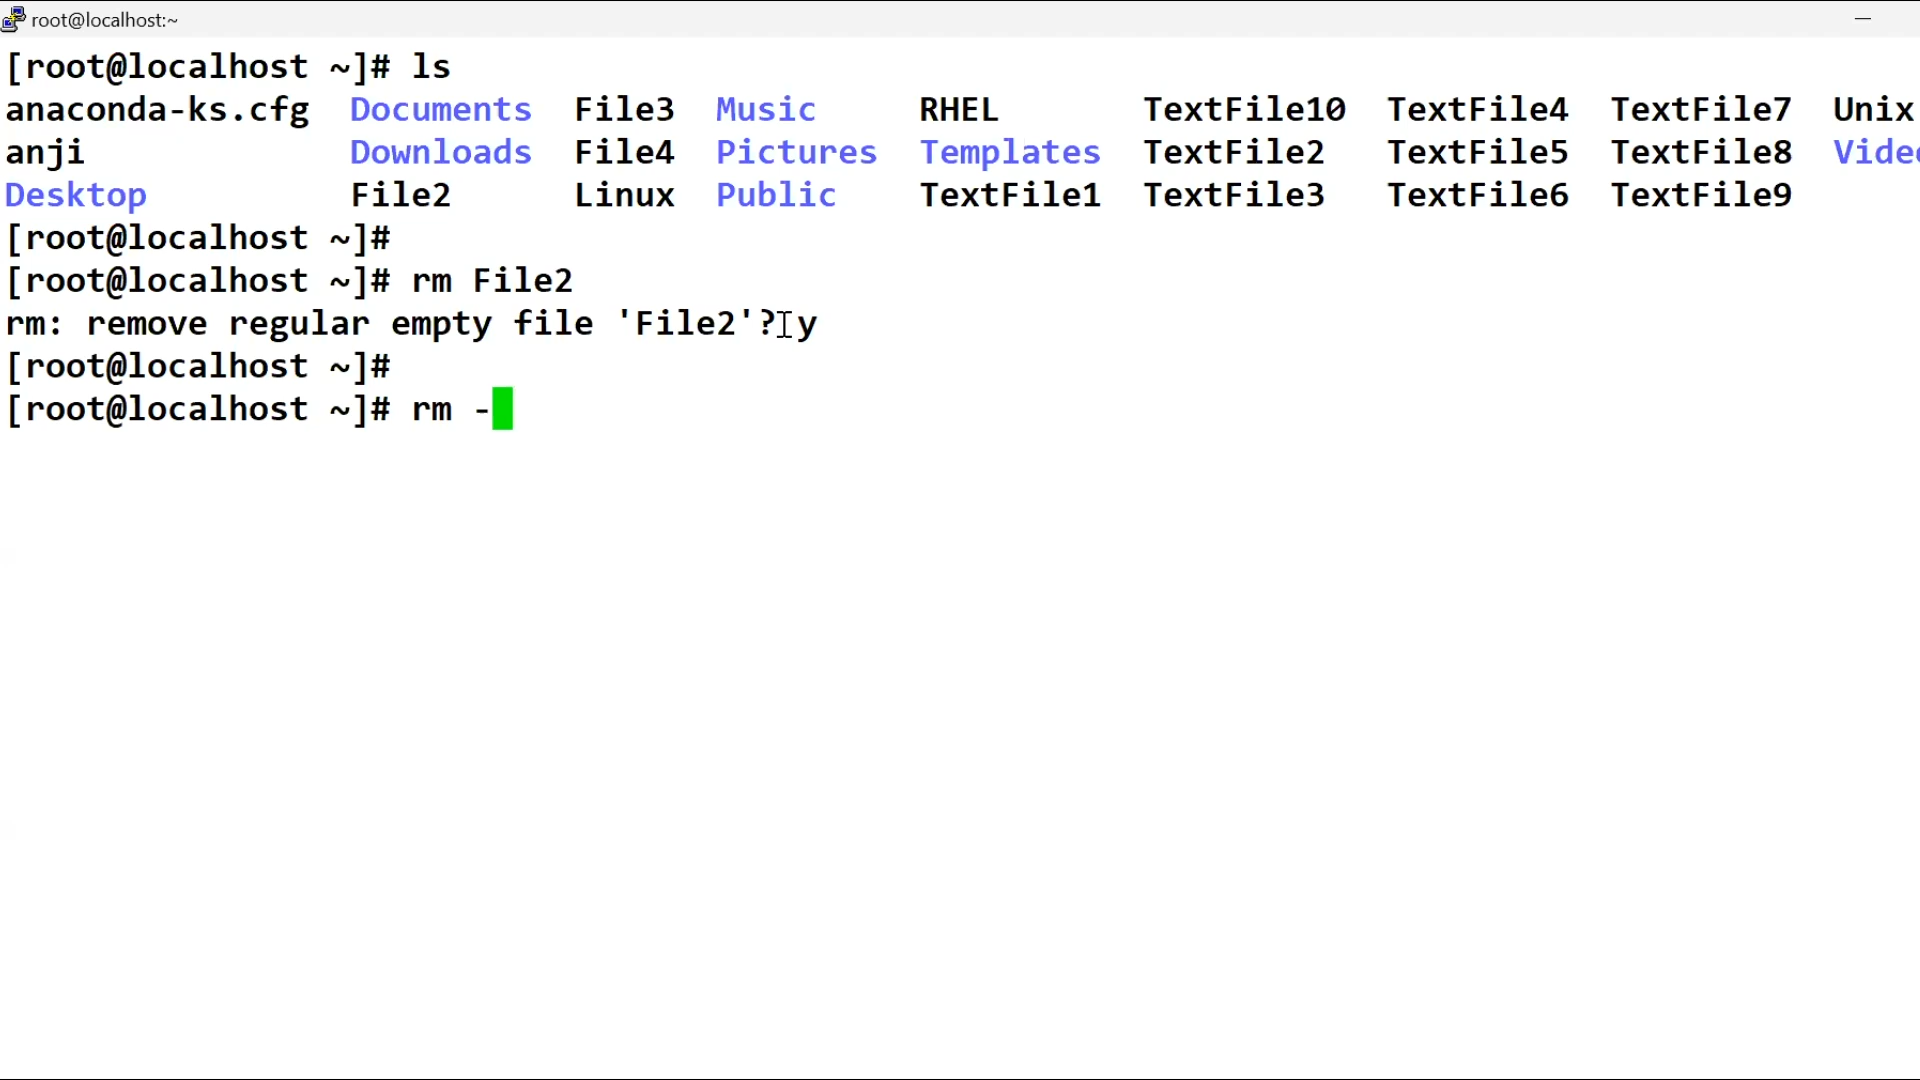 root@localhost:~
[root@localhost ~]# ls
anaconda-ks.cfg Documents File3 Music RHEL TextFile10 TextFile4 TextFile7 Unix
anji Downloads File4 Pictures Templates TextFile2 TextFile5 TextFile8 Video
Desktop File2 Linux Public TextFile1 TextFile3 TextFile6 TextFile9
[root@localhost ~]#
[root@localhost ~]# rm File2
rm: remove regular empty file 'File2'? y
[root@localhost ~]#
[root@localhost ~]# rm -